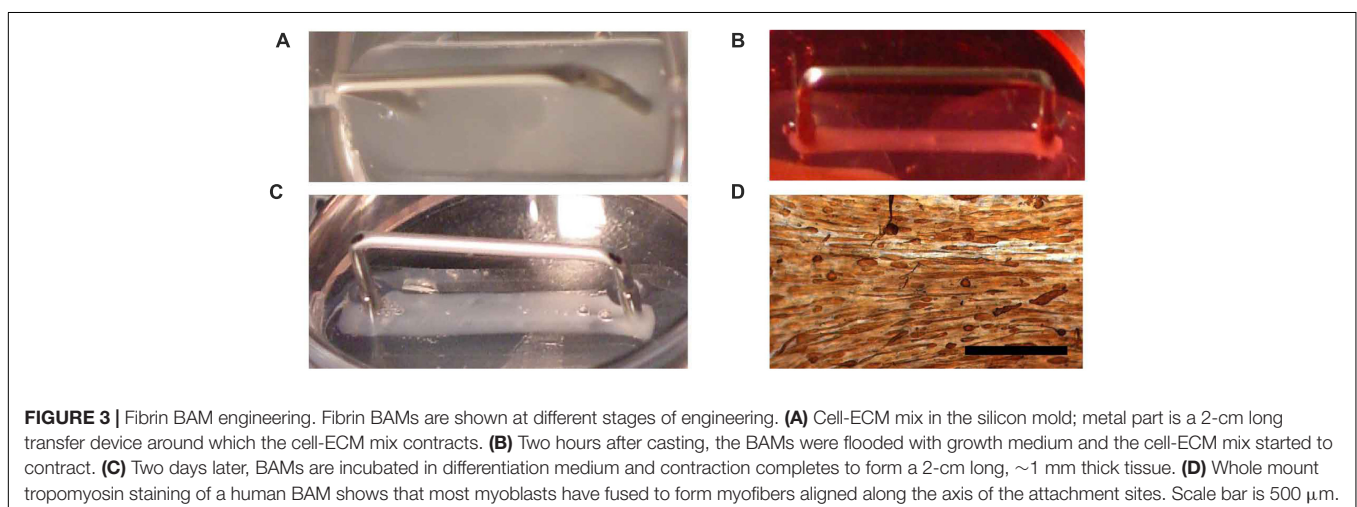 A
B
C
D
FIGURE 3 | Fibrin BAM engineering. Fibrin BAMs are shown at different stages of engineering. (A) Cell-ECM mix in the silicon mold; metal part is a 2-cm long
transfer device around which the cell-ECM mix contracts. (B) Two hours after casting, the BAMs were flooded with growth medium and the cell-ECM mix started to
contract. (C) Two days later, BAMs are incubated in differentiation medium and contraction completes to form a 2-cm long, ~1 mm thick tissue. (D) Whole mount
tropomyosin staining of a human BAM shows that most myoblasts have fused to form myofibers aligned along the axis of the attachment sites. Scale bar is 500 μm.